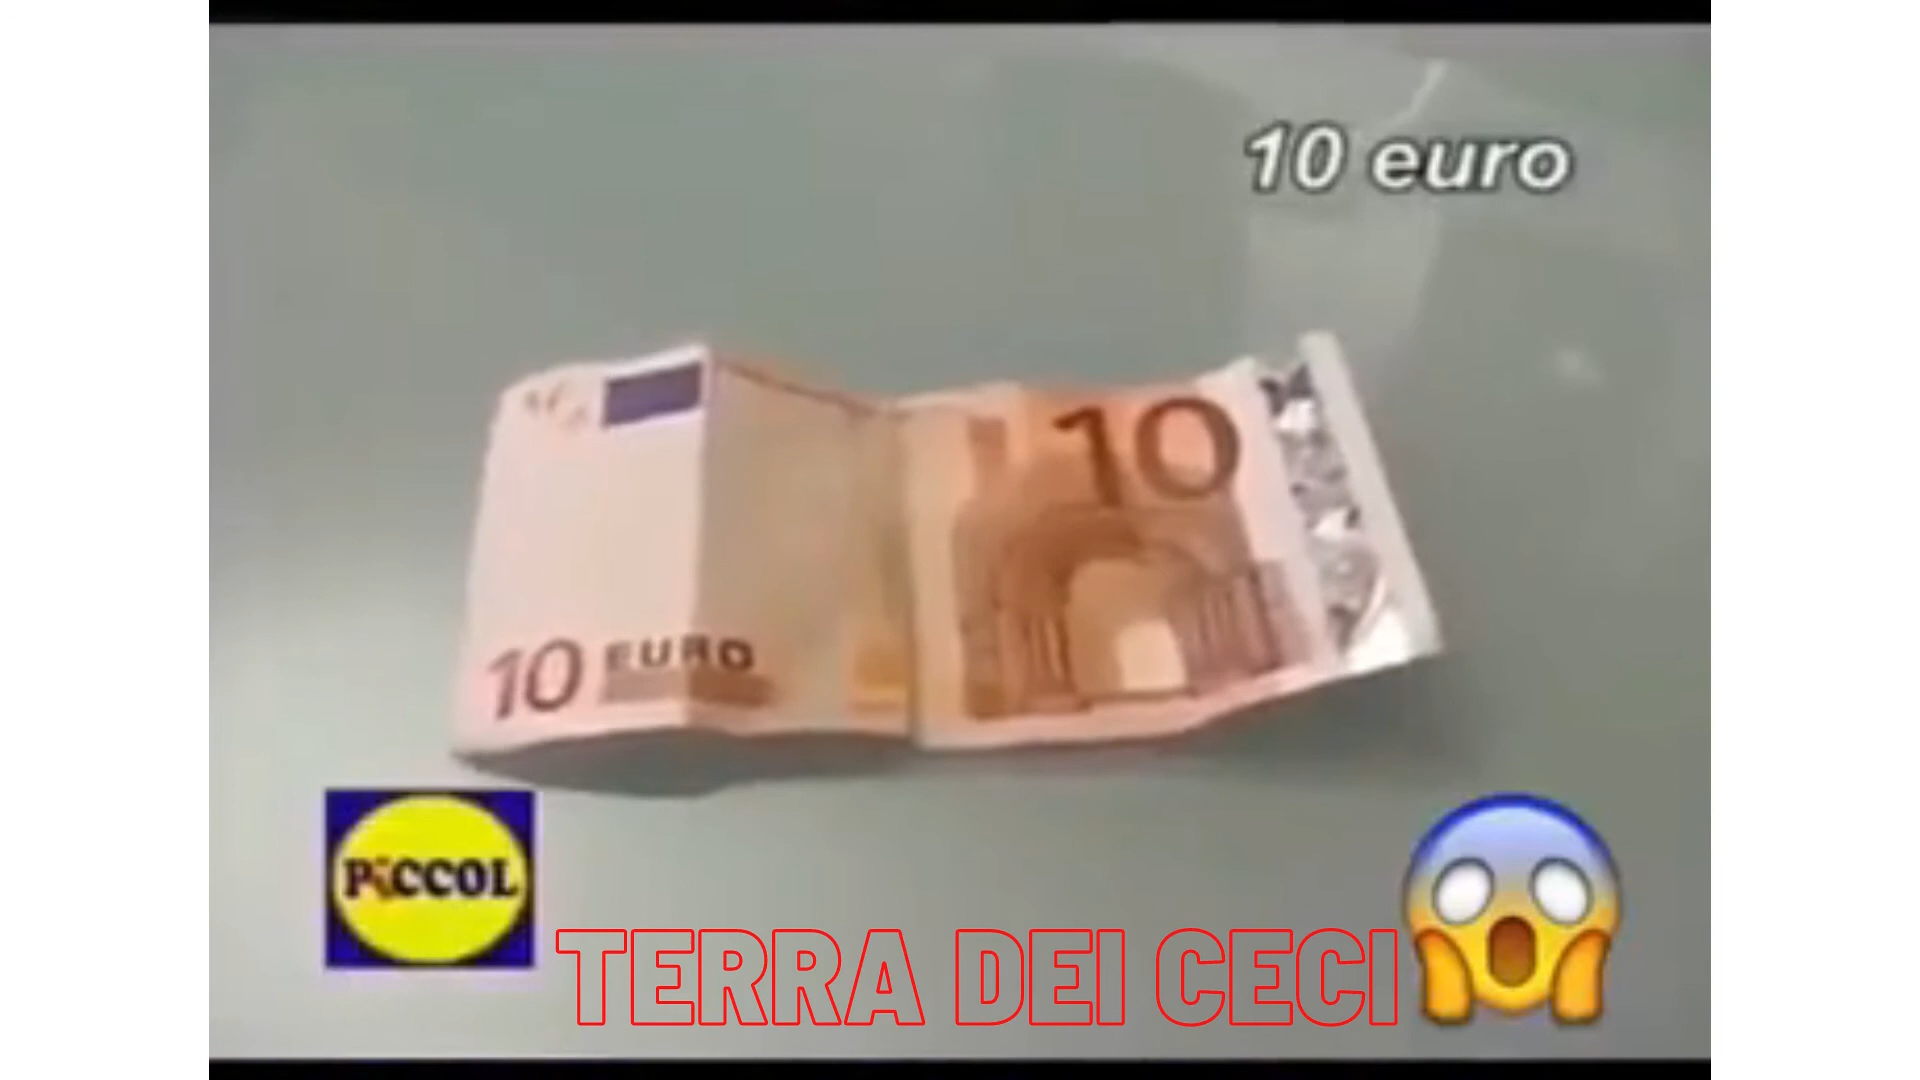 10 euro
10
10 EURO
PiCCOL
TERRA DEI CECI